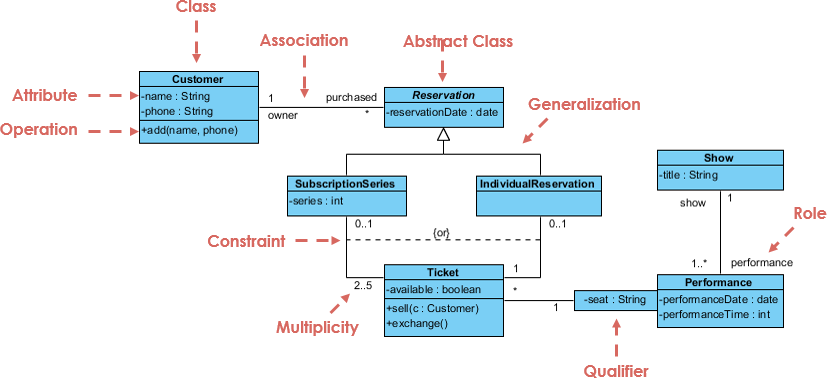 Class
Association
Abstract Class
Customer
-name : String
-phone : String
+add(name, phone)
Attribute
Operation
1
owner
purchased
*
Reservation
-reservationDate : date
Generalization
SubscriptionSeries
-series : int
IndividualReservation
Show
-title : String
show
1
Role
0..1
0..1
Constraint
{or}
1..*
performance
Ticket
-available : boolean
+sell(c : Customer)
+exchange()
2..5
1
*
Multiplicity
1
-seat : String
Performance
-performanceDate : date
-performanceTime : int
Qualifier